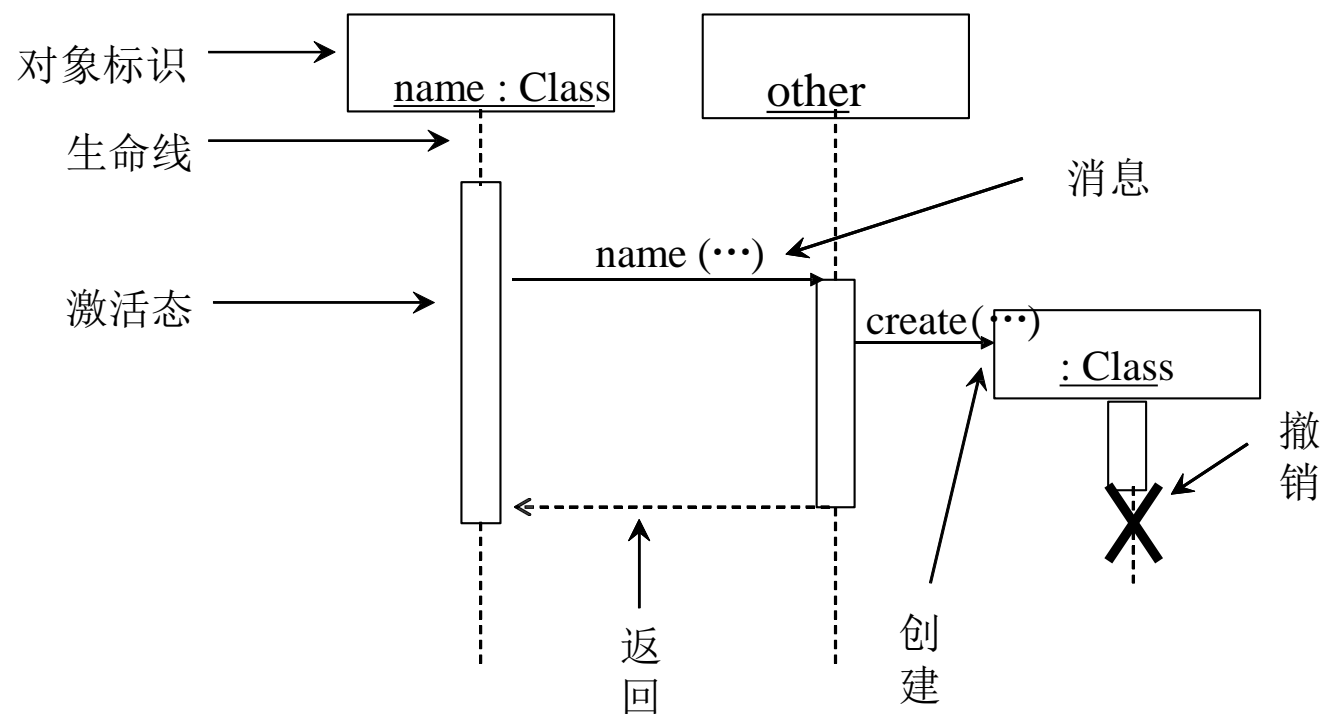 对象标识
name : Class
other
生命线
消息
name (···)
激活态
create(···)
: Class
撤
销
创
建
返
回